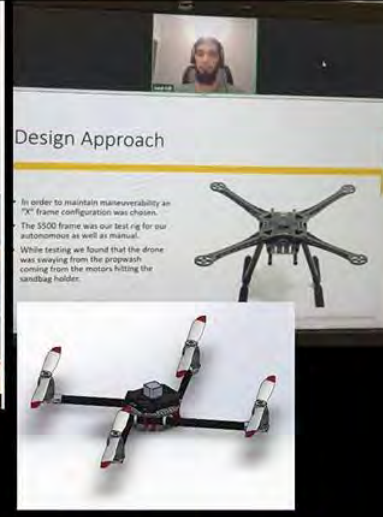 Design Approach
In order to maintain maneuverability an
"X" frame configuration was chosen.
The S500 frame was our test rig for our
autonomous as well as manual.
While testing we found that the drone
was swaying from the propwash
coming from the motors hitting the
sandbag holder.